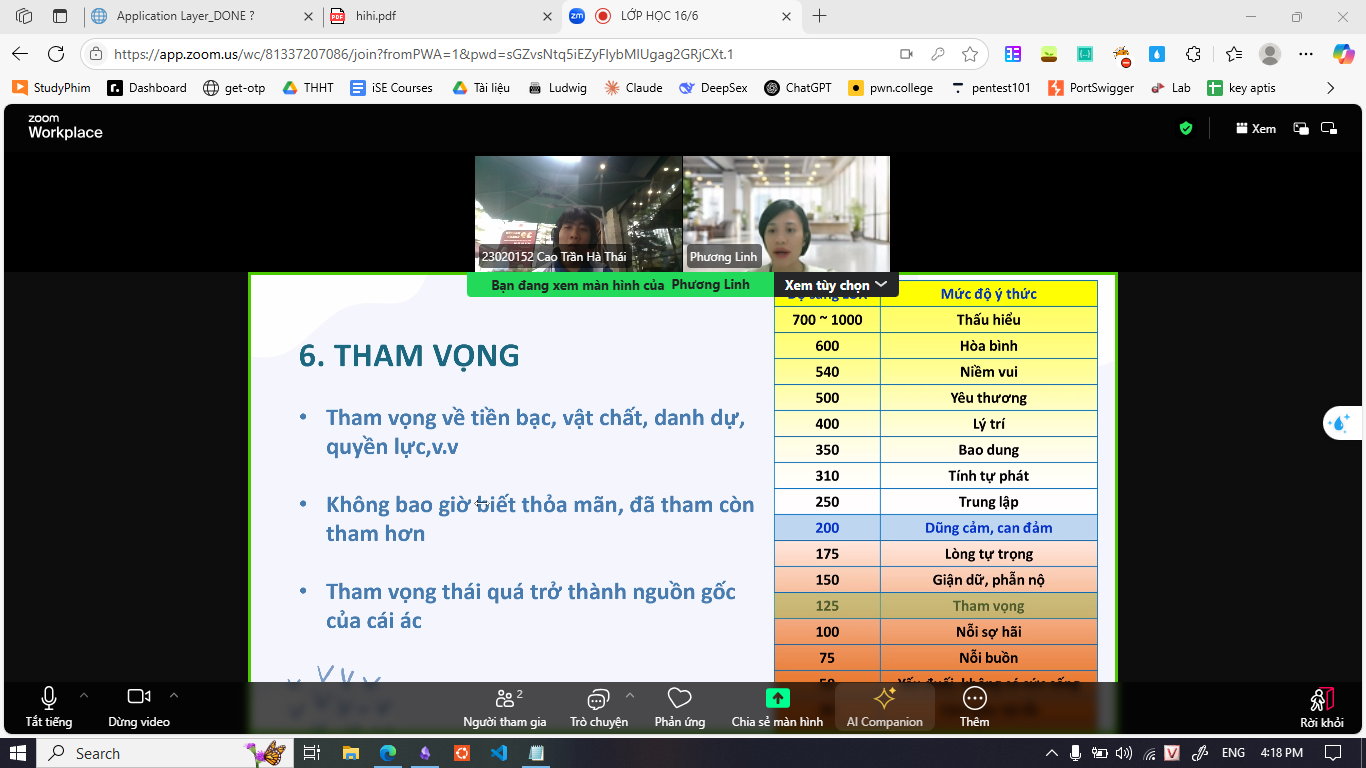 Application Layer_DONE ?
hihi.pdf
LỚP HỌC 16/6
https://app.zoom.us/wc/81337207086/join?fromPWA=1&pwd=sGZvsNtq5iEZyFIybMIUgag2GRjCXt.1
StudyPhim
Dashboard
get-otp
THHT
iSE Courses
Tài liệu
Ludwig
Claude
DeepSex
ChatGPT
pwn.college
pentest101
PortSwigger
Lab
key aptis
zoom
Workplace
Xem
23020152 Cao Trần Hà Thái
Phương Linh
Bạn đang xem màn hình của Phương Linh
Xem tùy chọn
6. THAM VỌNG
• Tham vọng về tiền bạc, vật chất, danh dự,
quyền lực,v.v
• Không bao giờ biết thỏa mãn, đã tham còn
tham hơn
• Tham vọng thái quá trở thành nguồn gốc
của cái ác
Mức độ ý thức
700 ~ 1000 Thấu hiểu
600 Hòa bình
540 Niềm vui
500 Yêu thương
400 Lý trí
350 Bao dung
310 Tính tự phát
250 Trung lập
200 Dũng cảm, can đảm
175 Lòng tự trọng
150 Giận dữ, phẫn nộ
125 Tham vọng
100 Nỗi sợ hãi
75 Nỗi buồn
Tắt tiếng
Dừng video
Người tham gia
2
Trò chuyện
Phản ứng
Chia sẻ màn hình
AI Companion
Thêm
Rời khỏi
Search
ENG
4:18 PM